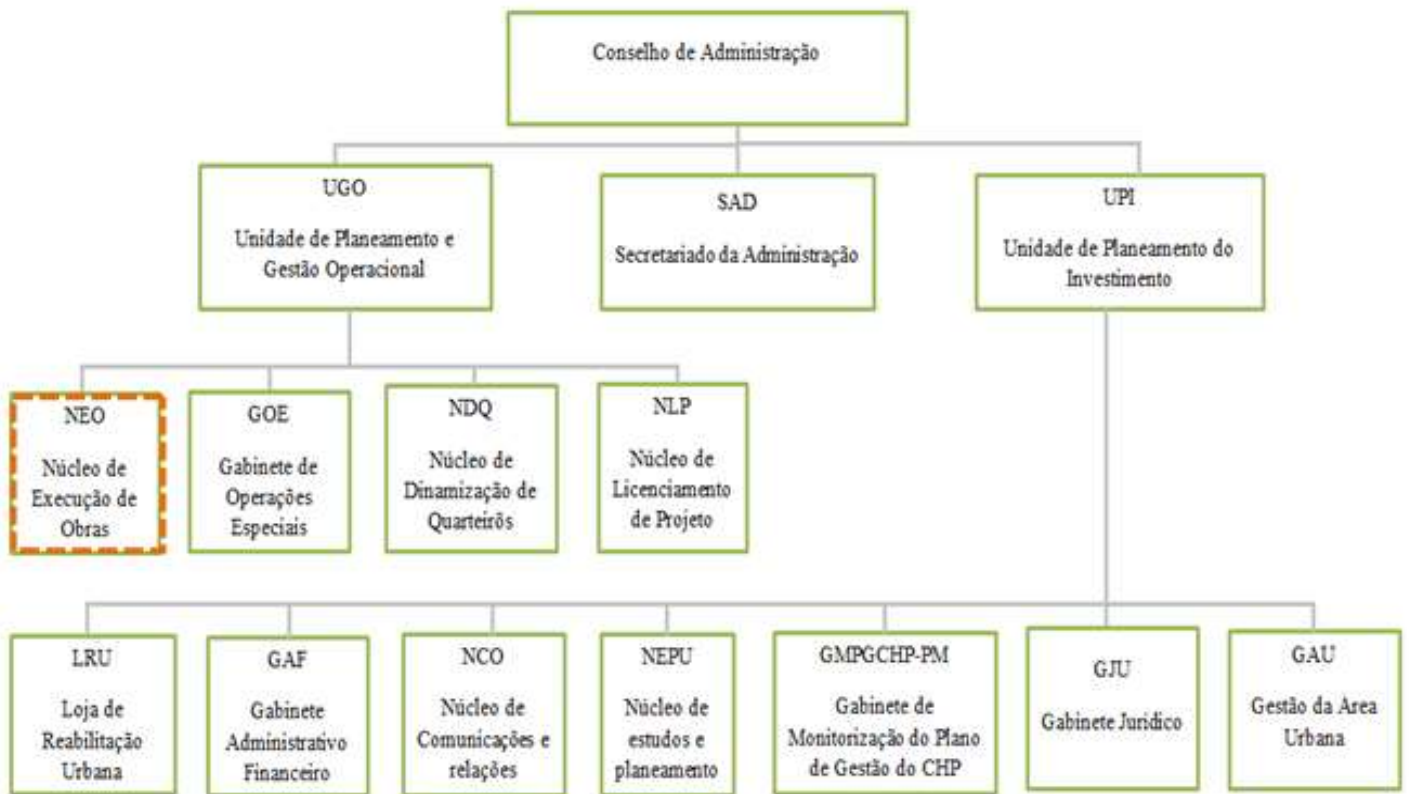 Conselho de Administração
UGO
Unidade de Planeamento e
Gestão Operacional
SAD
Secretariado da Administração
UPI
Unidade de Planeamento do
Investimento
NEO
Núcleo de
Execução de
Obras
GOE
Gabinete de
Operações
Especiais
NDQ
Núcleo de
Dinamização de
Quarteirõs
NLP
Núcleo de
Licenciamento
de Projeto
LRU
Loja de
Reabilitação
Urbana
GAF
Gabinete
Administrativo
Financeiro
NCO
Núcleo de
Comunicações e
relações
NEPU
Núcleo de
estudos e
planeamento
GMPGCHP-PM
Gabinete de
Monitorização do Plano
de Gestão do CHP
GJU
Gabinete Juridico
GAU
Gestão da Area
Urbana